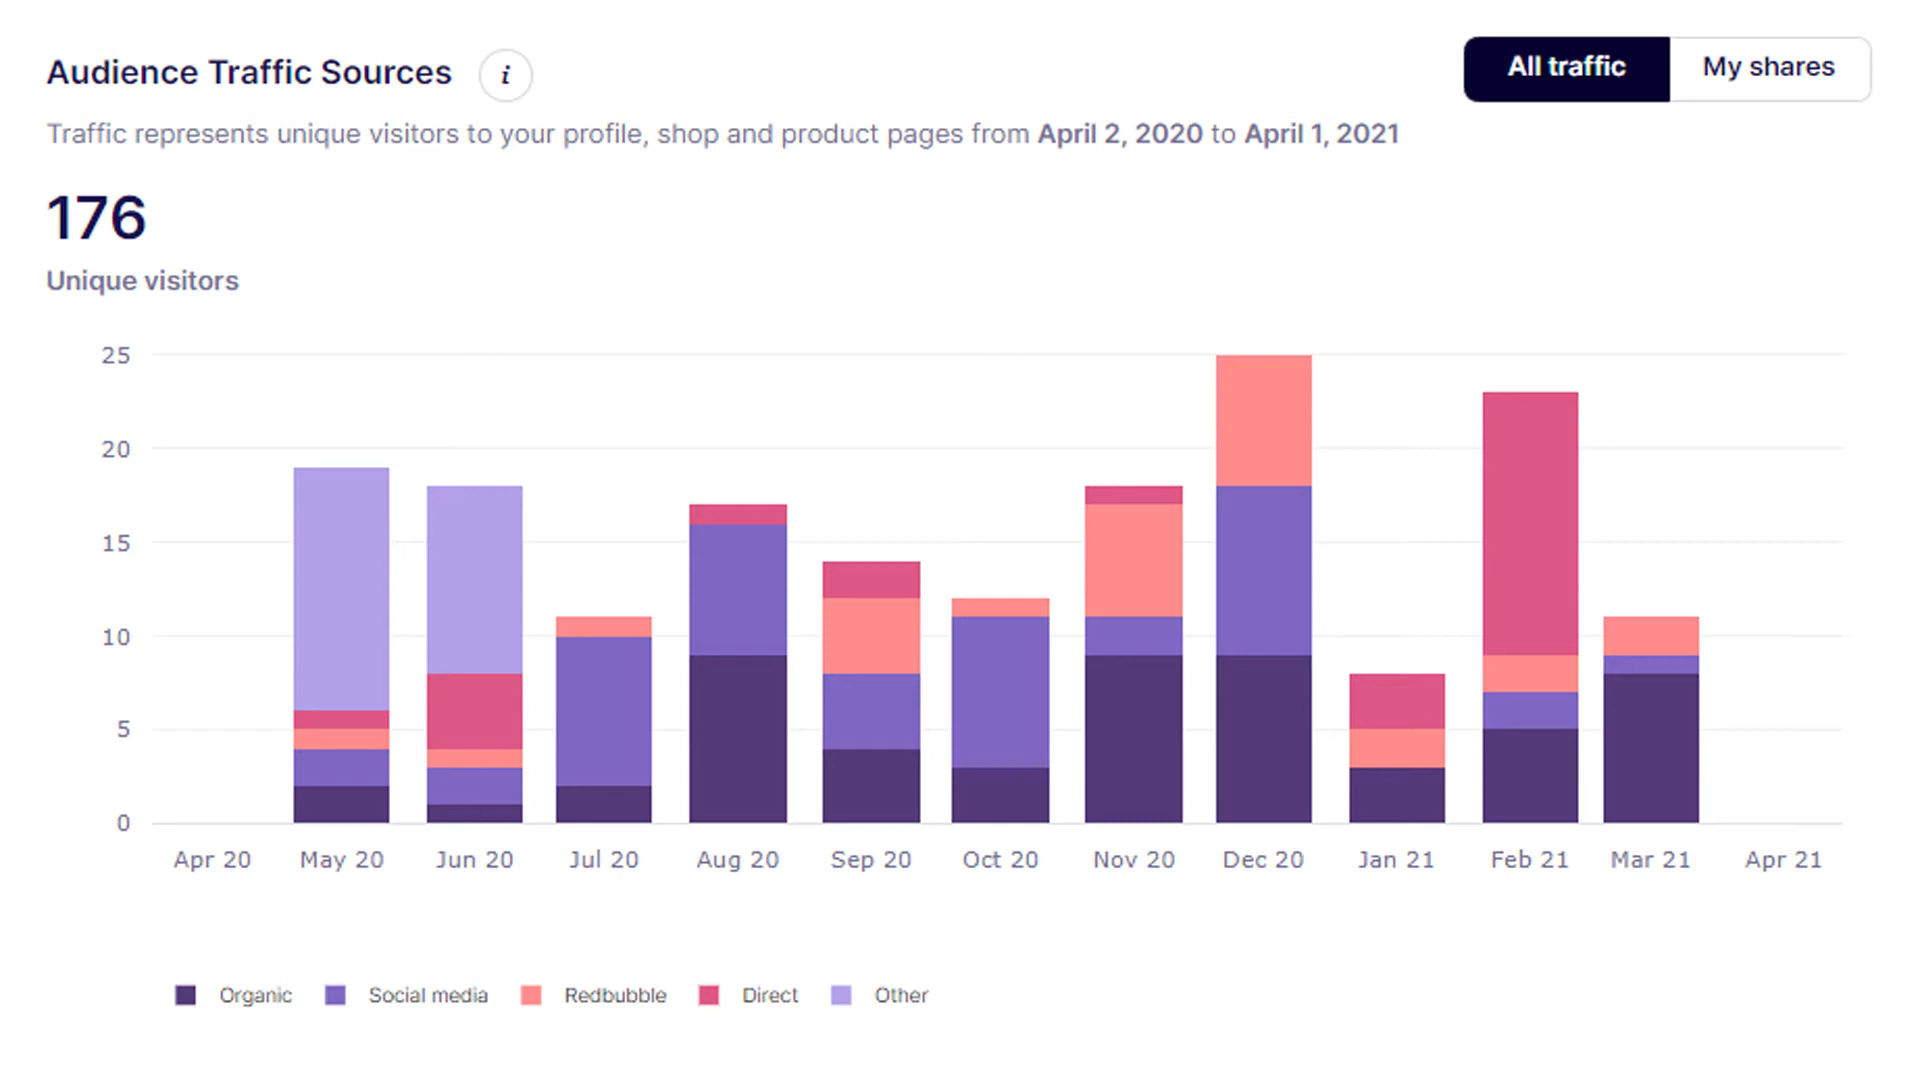 Audience Traffic Sources i
All traffic My shares
Traffic represents unique visitors to your profile, shop and product pages from April 2, 2020 to April 1, 2021
176
Unique visitors
25
20
15
10
5
0
Apr 20 May 20 Jun 20 Jul 20 Aug 20 Sep 20 Oct 20 Nov 20 Dec 20 Jan 21 Feb 21 Mar 21 Apr 21
Organic Social media Redbubble Direct Other